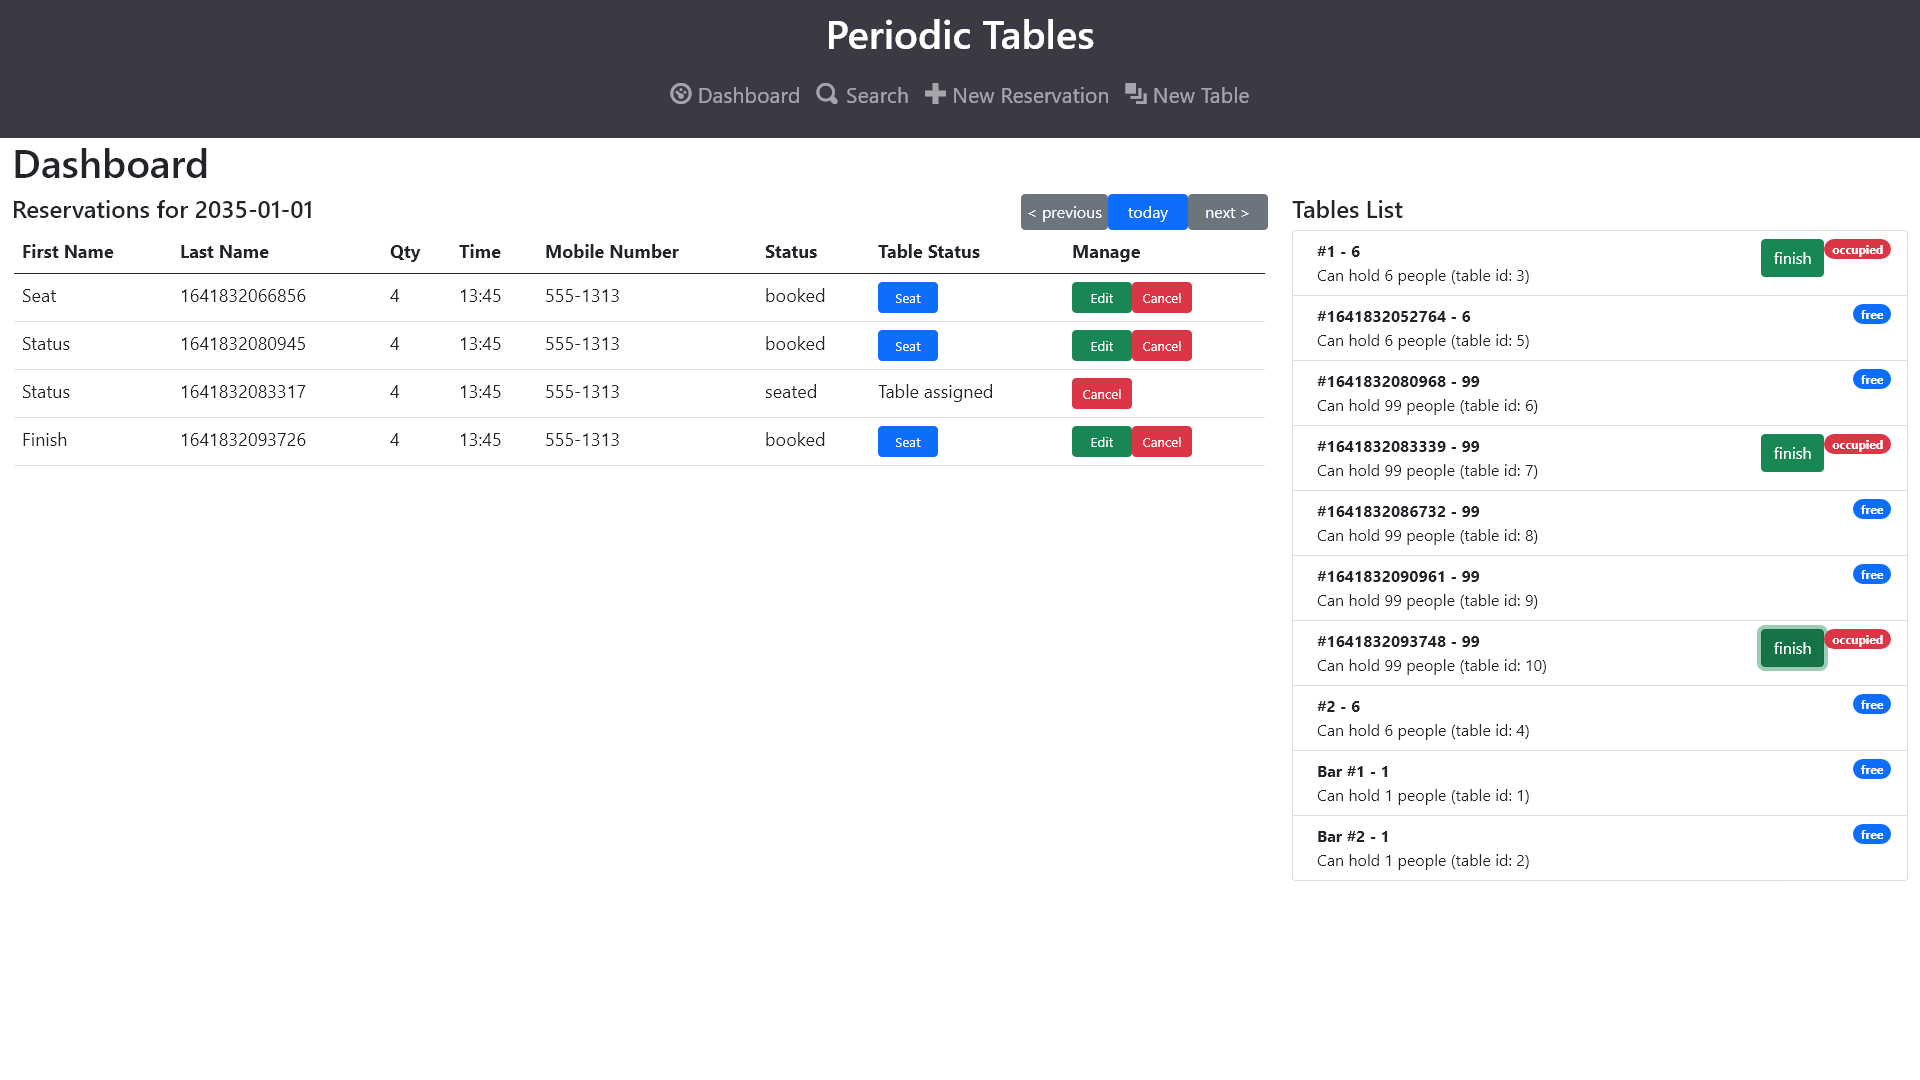 Periodic Tables
Dashboard Search New Reservation New Table
Dashboard
Reservations for 2035-01-01
< previous today next >
First Name Last Name Qty Time Mobile Number Status Table Status Manage
Seat 1641832066856 4 13:45 555-1313 booked Seat Edit Cancel
Status 1641832080945 4 13:45 555-1313 booked Seat Edit Cancel
Status 1641832083317 4 13:45 555-1313 seated Table assigned Cancel
Finish 1641832093726 4 13:45 555-1313 booked Seat Edit Cancel
Tables List
#1 - 6 finish occupied
Can hold 6 people (table id: 3)
#1641832052764 - 6 free
Can hold 6 people (table id: 5)
#1641832080968 - 99 free
Can hold 99 people (table id: 6)
#1641832083339 - 99 finish occupied
Can hold 99 people (table id: 7)
#1641832086732 - 99 free
Can hold 99 people (table id: 8)
#1641832090961 - 99 free
Can hold 99 people (table id: 9)
#1641832093748 - 99 finish occupied
Can hold 99 people (table id: 10)
#2 - 6 free
Can hold 6 people (table id: 4)
Bar #1 - 1 free
Can hold 1 people (table id: 1)
Bar #2 - 1 free
Can hold 1 people (table id: 2)